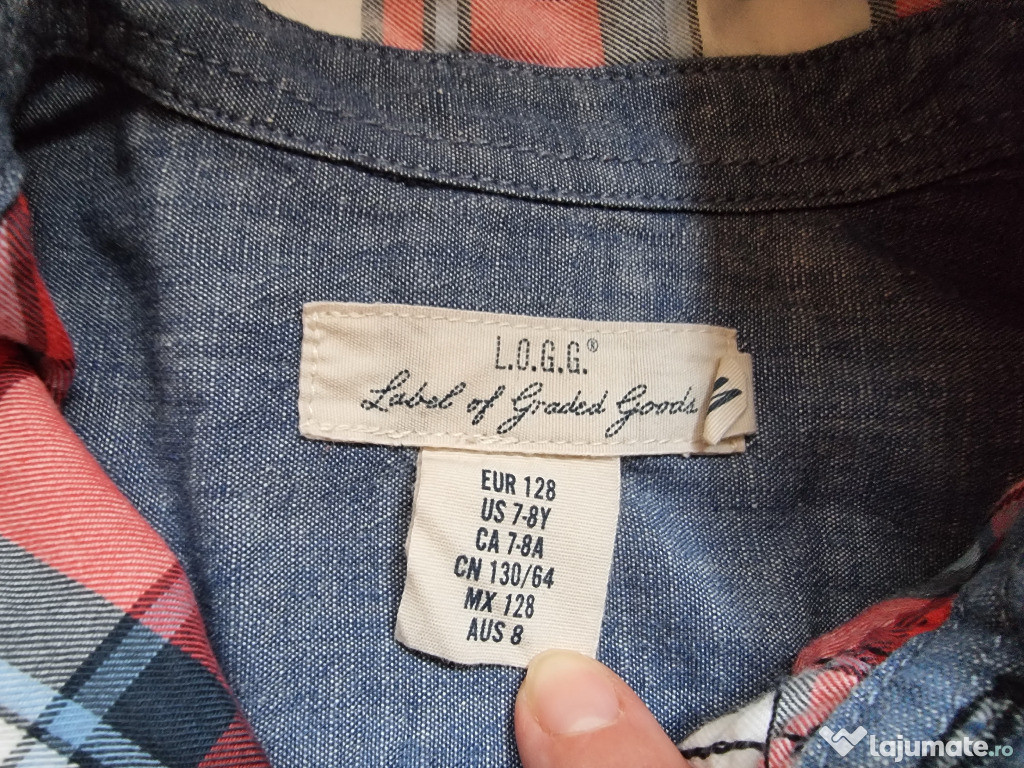 L.O.G.G.®
Label of Graded Goods
EUR 128
US 7-8Y
CA 7-8A
CN 130/64
MX 128
AUS 8
lajumate.ro